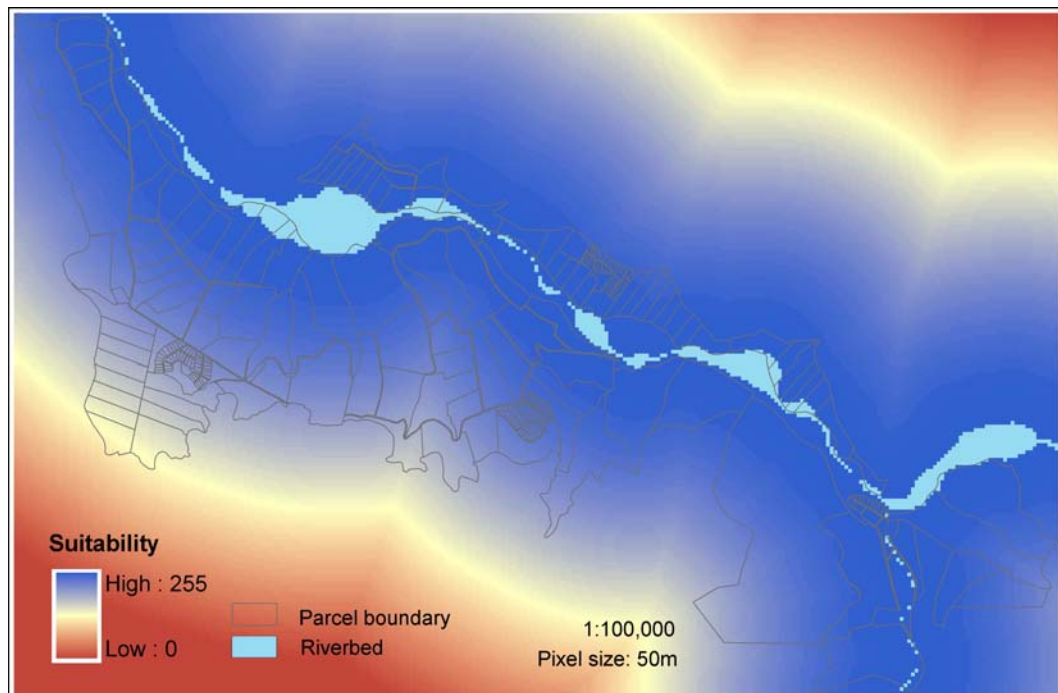 Suitability
High : 255
Low : 0
Parcel boundary
Riverbed
1:100,000
Pixel size: 50m